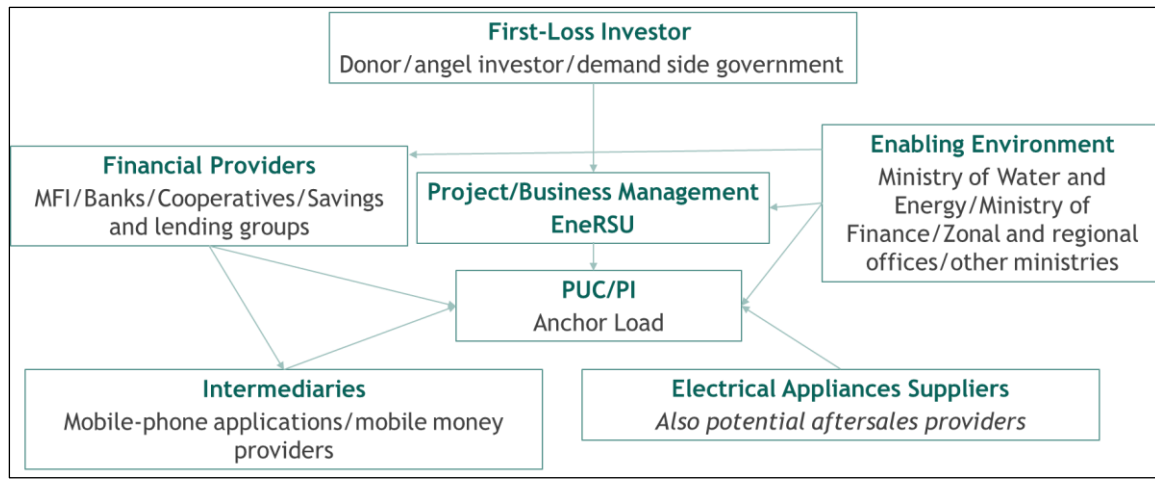 First-Loss Investor
Donor/angel investor/demand side government
Financial Providers
MFI/Banks/Cooperatives/Savings
and lending groups
Project/Business Management
EneRSU
Enabling Environment
Ministry of Water and
Energy/Ministry of
Finance/Zonal and regional
offices/other ministries
PUC/PI
Anchor Load
Intermediaries
Mobile-phone applications/mobile money
providers
Electrical Appliances Suppliers
Also potential aftersales providers